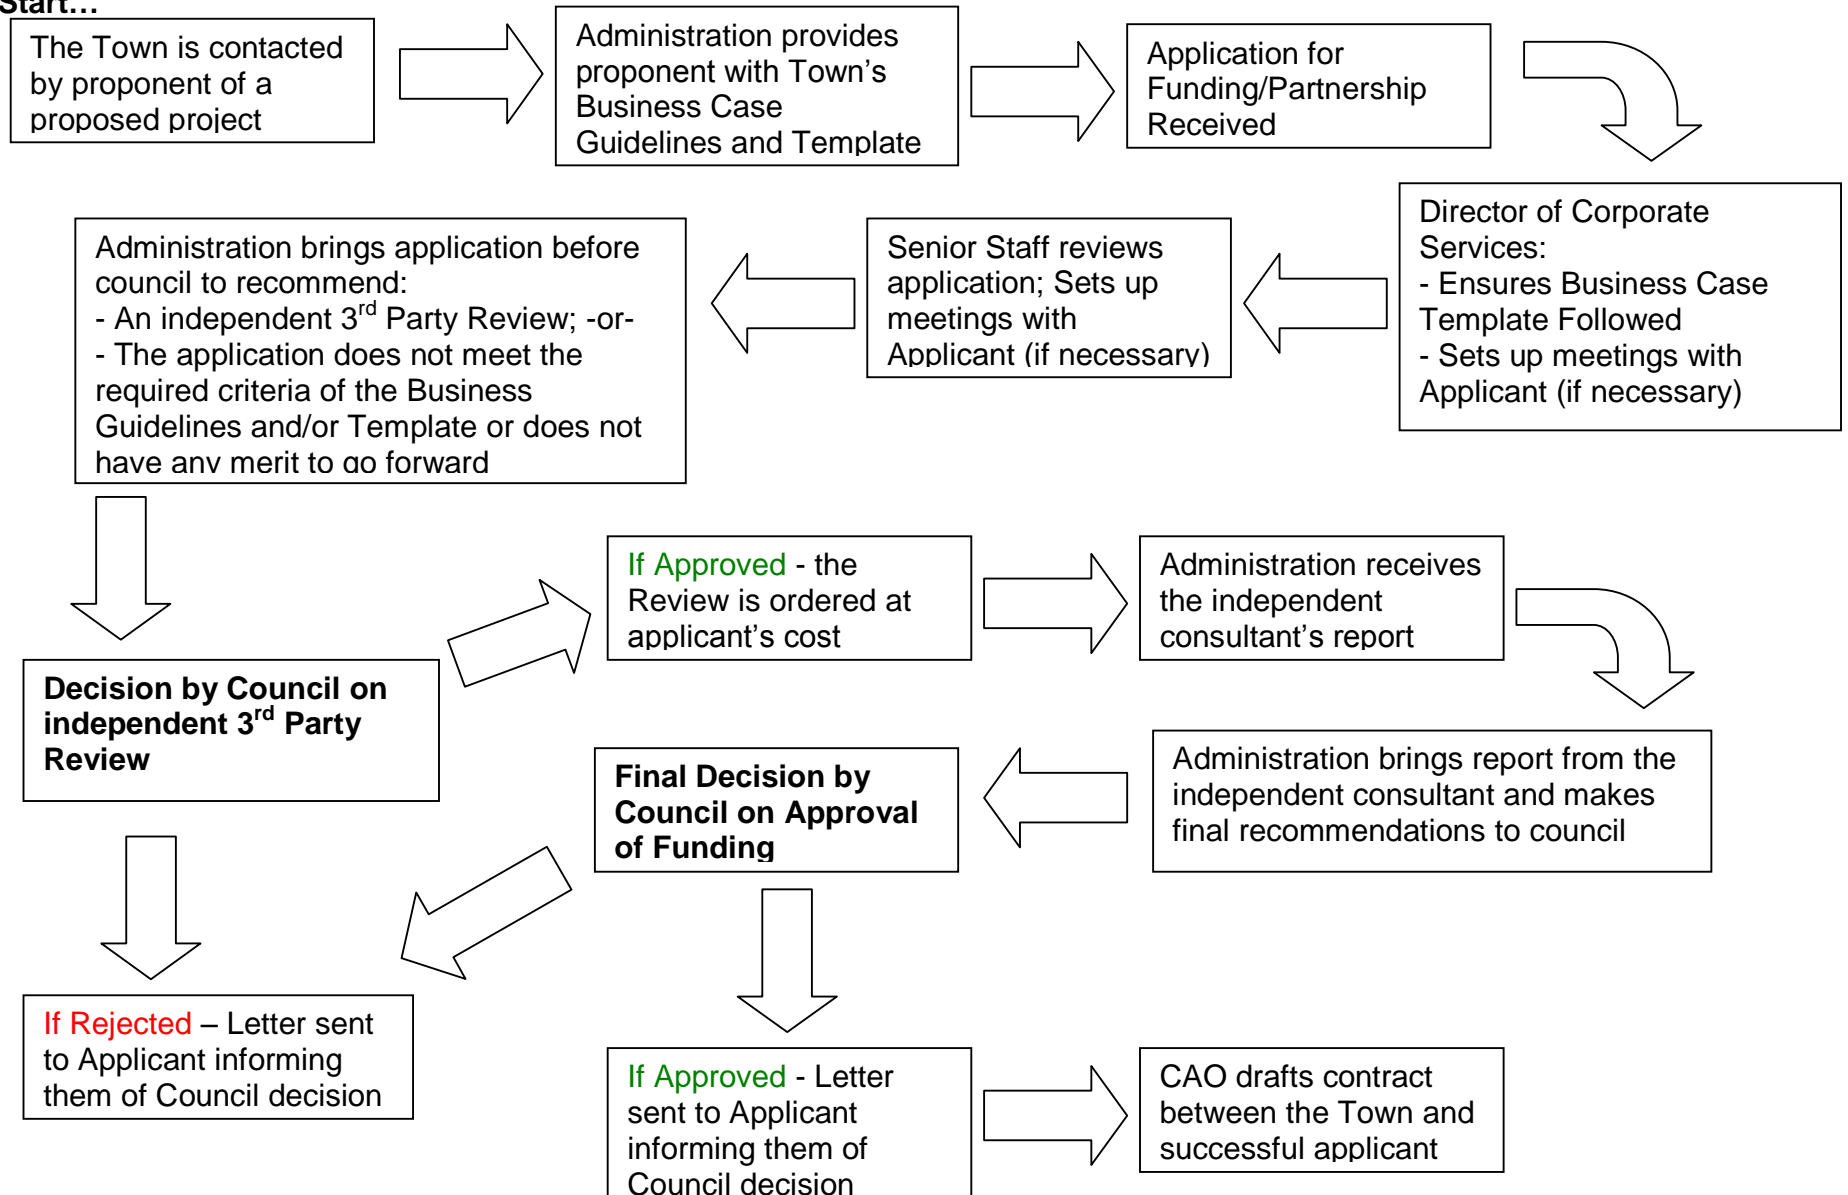 Start...
The Town is contacted
by proponent of a
proposed project
Administration provides
proponent with Town's
Business Case
Guidelines and Template
Application for
Funding/Partnership
Received
Director of Corporate
Services:
- Ensures Business Case
Template Followed
- Sets up meetings with
Applicant (if necessary)
Senior Staff reviews
application; Sets up
meetings with
Applicant (if necessary)
Administration brings application before
council to recommend:
- An independent 3rd Party Review; -or-
- The application does not meet the
required criteria of the Business
Guidelines and/or Template or does not
have any merit to go forward
Decision by Council on
independent 3rd Party
Review
If Approved - the
Review is ordered at
applicant's cost
Administration receives
the independent
consultant's report
Administration brings report from the
independent consultant and makes
final recommendations to council
Final Decision by
Council on Approval
of Funding
If Rejected – Letter sent
to Applicant informing
them of Council decision
If Approved - Letter
sent to Applicant
informing them of
Council decision
CAO drafts contract
between the Town and
successful applicant